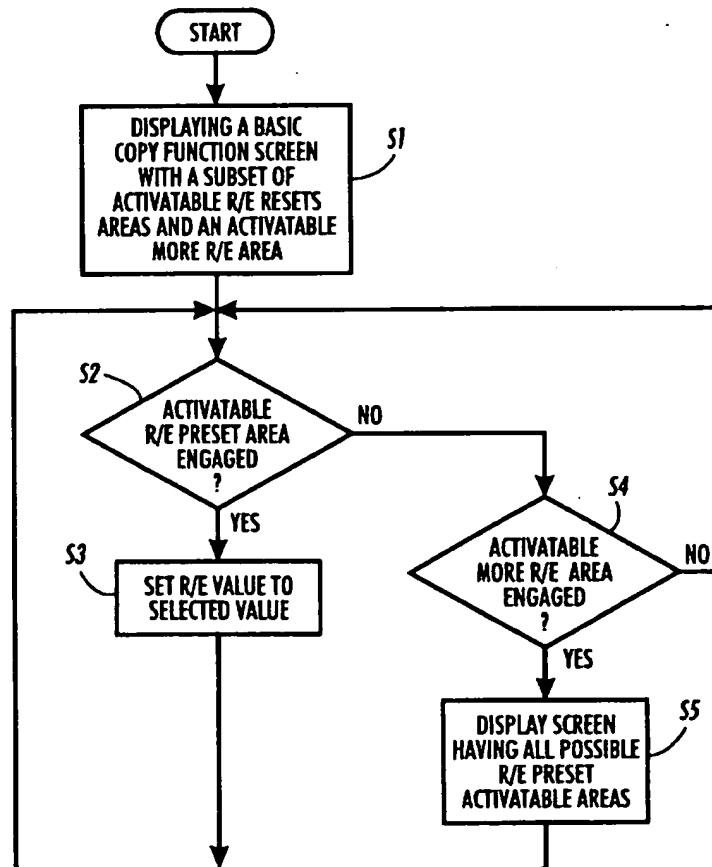 START
DISPLAYING A BASIC
COPY FUNCTION SCREEN
WITH A SUBSET OF
ACTIVATABLE R/E RESETS
AREAS AND AN ACTIVATABLE
MORE R/E AREA
S1
S2
ACTIVATABLE
R/E PRESET AREA
ENGAGED
?
NO
YES
S3
SET R/E VALUE TO
SELECTED VALUE
S4
ACTIVATABLE
MORE R/E AREA
ENGAGED
?
NO
YES
S5
DISPLAY SCREEN
HAVING ALL POSSIBLE
R/E PRESET
ACTIVATABLE AREAS